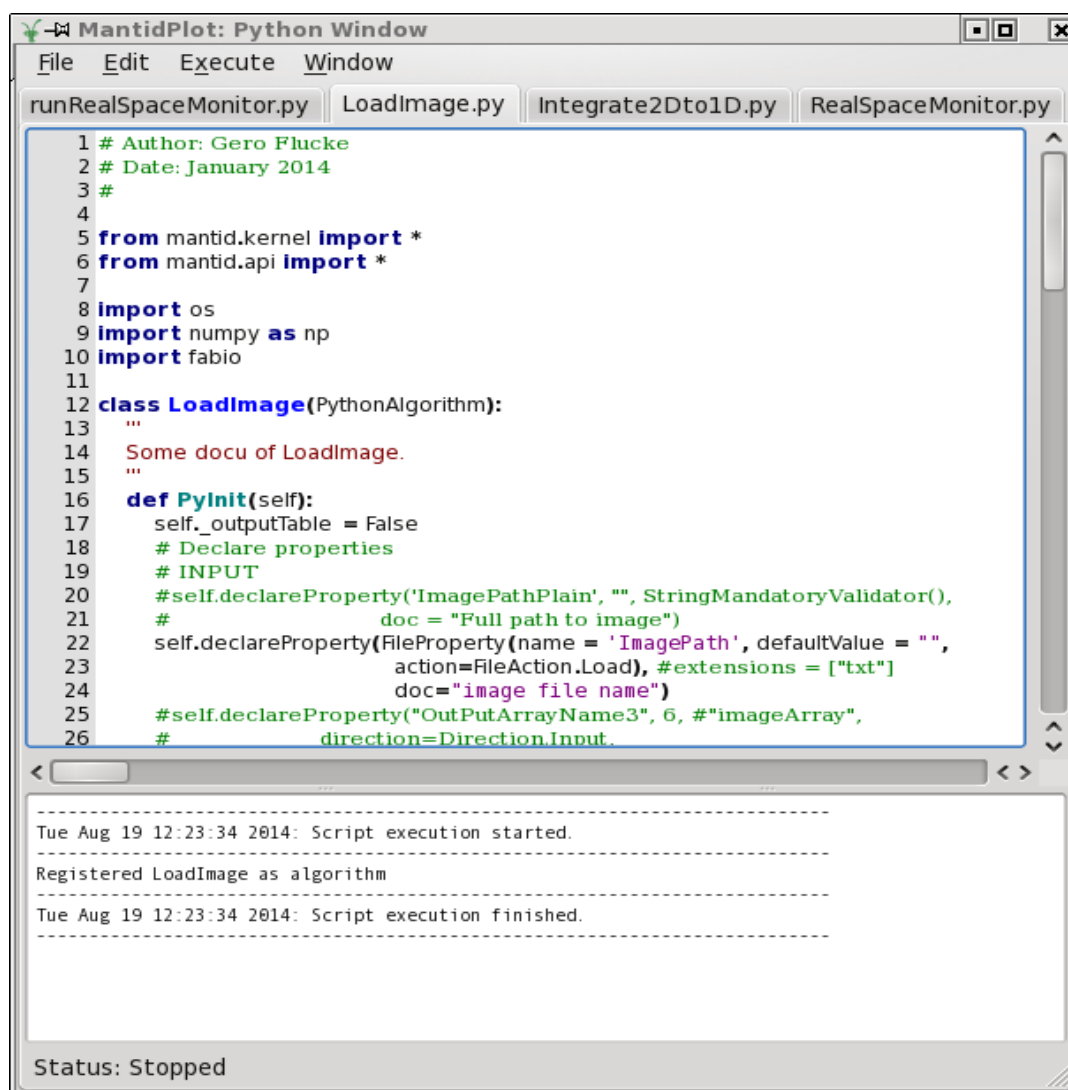 MantidPlot: Python Window
File Edit Execute Window
runRealSpaceMonitor.py LoadImage.py Integrate2Dto1D.py RealSpaceMonitor.py
1 # Author: Gero Flucke
2 # Date: January 2014
3 #
4
5 from mantid.kernel import *
6 from mantid.api import *
7
8 import os
9 import numpy as np
10 import fabio
11
12 class LoadImage(PythonAlgorithm):
13 '''
14 Some docu of LoadImage.
15 '''
16 def PyInit(self):
17 self._outputTable = False
18 # Declare properties
19 # INPUT
20 #self.declareProperty('ImagePathPlain', "", StringMandatoryValidator(),
21 # doc = "Full path to image")
22 self.declareProperty(FileProperty(name = 'ImagePath', defaultValue = "",
23 action=FileAction.Load), #extensions = ["txt"]
24 doc="image file name")
25 #self.declareProperty("OutPutArrayName3", 6, #"imageArray",
26 # direction=Direction.Input,
--------------------------------------------------------------------------------
Tue Aug 19 12:23:34 2014: Script execution started.
--------------------------------------------------------------------------------
Registered LoadImage as algorithm
--------------------------------------------------------------------------------
Tue Aug 19 12:23:34 2014: Script execution finished.
--------------------------------------------------------------------------------
Status: Stopped